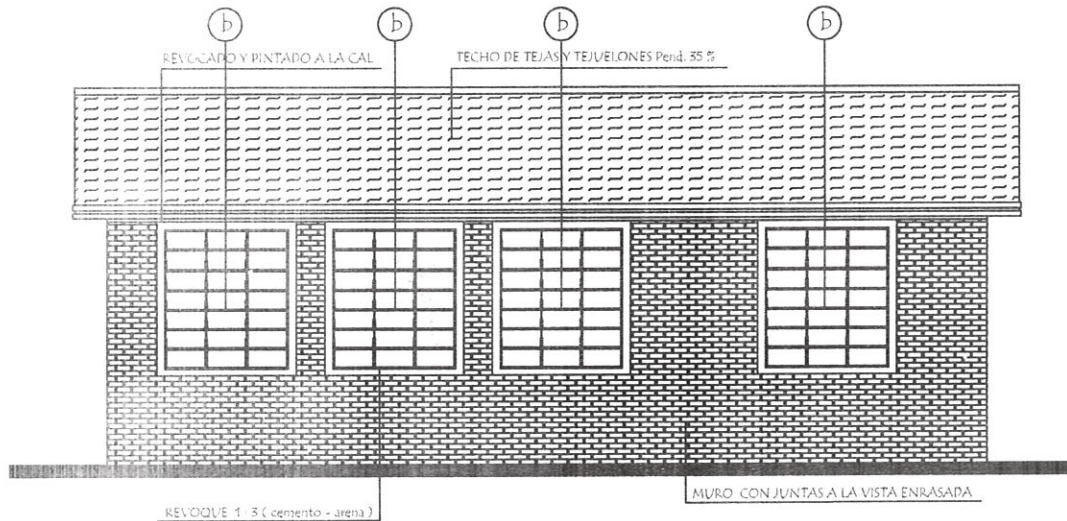 b b b b
REVOCADO Y PINTADO A LA CAL
TECHO DE TEJAS Y TEJUELONES Pend. 35 %
MURO CON JUNTAS A LA VISTA ENRASADA
REVOQUE 1:3 ( cemento - arena )